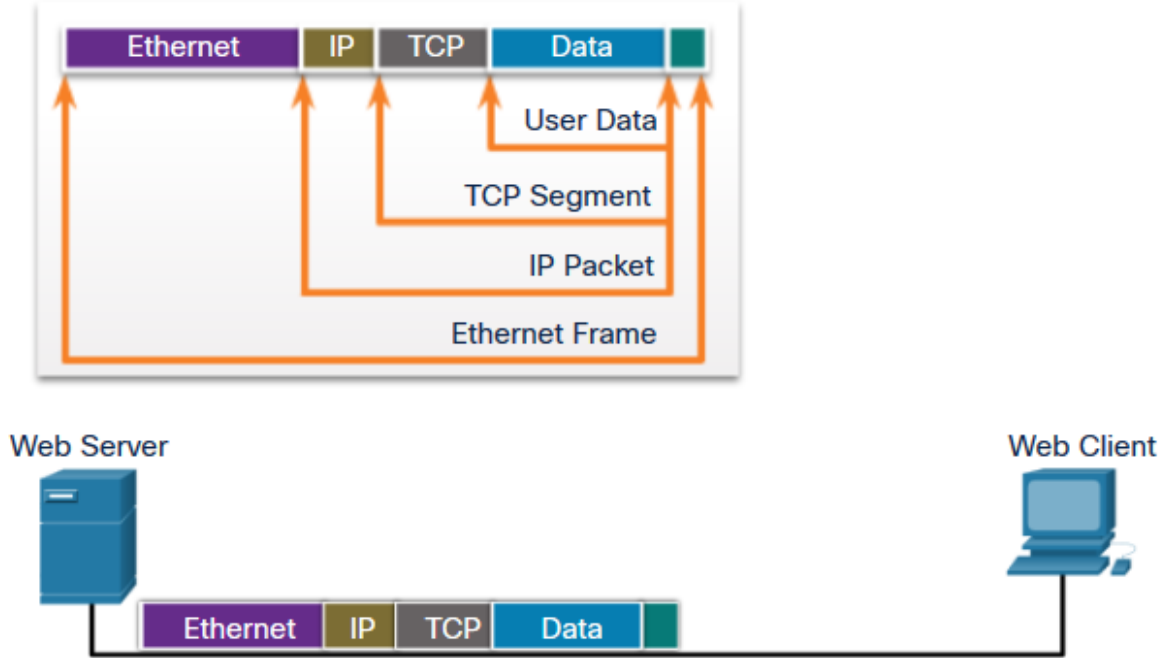 Ethernet IP TCP Data
User Data
TCP Segment
IP Packet
Ethernet Frame
Web Server Web Client
Ethernet IP TCP Data